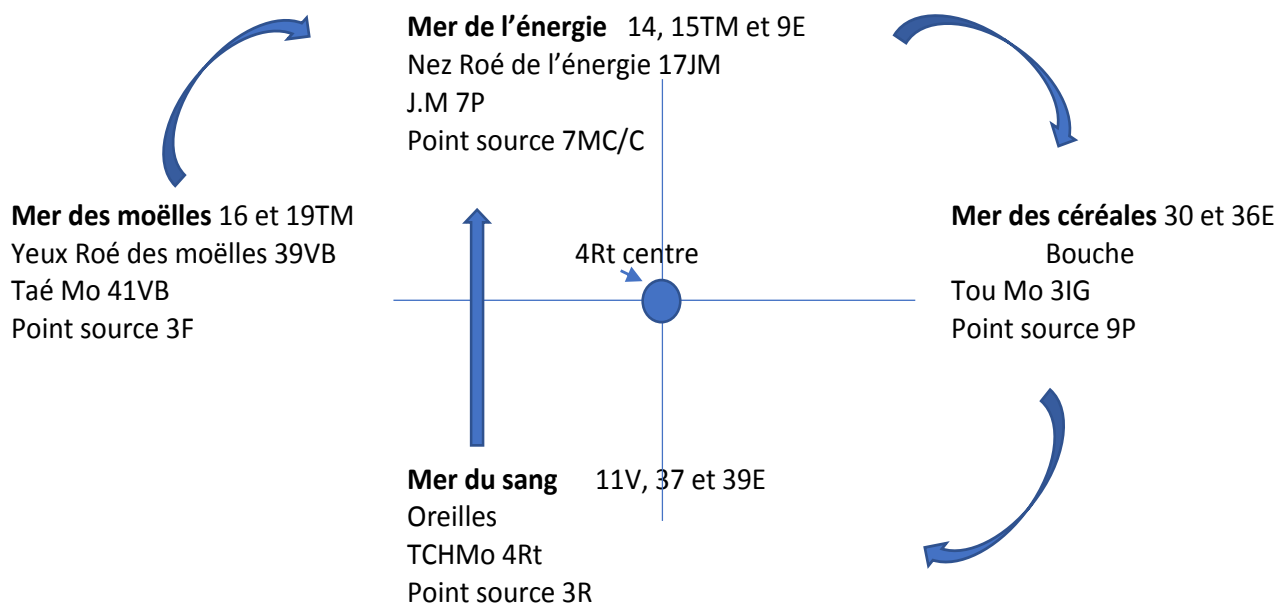 Mer de l’énergie 14, 15TM et 9E
Nez Roé de l’énergie 17JM
J.M 7P
Point source 7MC/C
Mer des moëlles 16 et 19TM
Yeux Roé des moëlles 39VB
Taé Mo 41VB
Point source 3F
4Rt centre
Mer des céréales 30 et 36E
Bouche
Tou Mo 3IG
Point source 9P
Mer du sang 11V, 37 et 39E
Oreilles
TCHMo 4Rt
Point source 3R